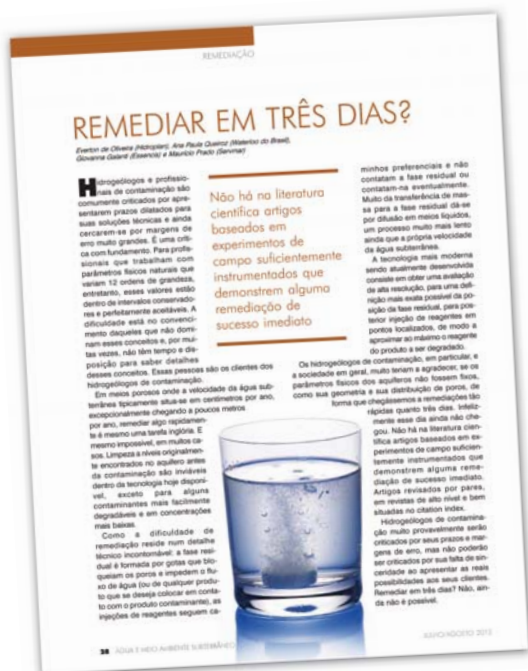 REMEDIAÇÃO
REMEDIAR EM TRÊS DIAS?
Everton de Oliveira (Hidroplan), Ana Paula Queiroz (Waterloo do Brasil),
Giovanna Galante (Essencis) e Maurício Prado (Servmar)
Hidrogeólogos e profissio-
nais de contaminação são
comumente criticados por apre-
sentarem prazos dilatados para
suas soluções técnicas e ainda
cercarem-se por margens de
erro muito grandes. É uma críti-
ca com fundamento. Para profis-
sionais que trabalham com
parâmetros físicos naturais que
variam 12 ordens de grandeza,
entretanto, esses valores estão
dentro de intervalos conservado-
res e perfeitamente aceitáveis. A
dificuldade está no convenci-
mento daqueles que não domi-
nam esses conceitos e, por mui-
tas vezes, não têm tempo e dis-
posição para saber detalhes
desses conceitos. Essas pessoas são os clientes dos
hidrogeólogos de contaminação.
Em meios porosos onde a velocidade da água sub-
terrânea tipicamente situa-se em centímetros por ano,
excepcionalmente chegando a poucos metros
por ano, remediar algo rapidamen-
te é mesmo uma tarefa inglória. E
mesmo impossível, em muitos ca-
sos. Limpeza a níveis originalmen-
te encontrados no aquífero antes
da contaminação são inviáveis
dentro da tecnologia hoje disponí-
vel, exceto para alguns
contaminantes mais facilmente
degradáveis e em concentrações
mais baixas.
Como a dificuldade de
remediação reside num detalhe
técnico incontornável: a fase resi-
dual é formada por gotas que blo-
queiam os poros e impedem o flu-
xo de água (ou de qualquer produ-
to que se deseja colocar em conta-
to com o produto contaminante), as
injeções de reagentes seguem ca-
Não há na literatura
científica artigos
baseados em
experimentos de
campo suficientemente
instrumentados que
demonstrem alguma
remediação de
sucesso imediato
minhos preferenciais e não
contatam a fase residual ou
contatam-na eventualmente.
Muito da transferência de mas-
sa para a fase residual dá-se
por difusão em meios líquidos,
um processo muito mais lento
ainda que a própria velocidade
da água subterrânea.
A tecnologia mais moderna
sendo atualmente desenvolvida
consiste em obter uma avaliação
de alta resolução, para uma defi-
nição mais exata possível da po-
sição da fase residual, para pos-
terior injeção de reagentes em
pontos localizados, de modo a
aproximar ao máximo o reagente
do produto a ser degradado.
Os hidrogeólogos de contaminação, em particular, e
a sociedade em geral, muito teriam a agradecer, se os
parâmetros físicos dos aquíferos não fossem fixos,
como sua geometria e sua distribuição de poros, de
forma que chegássemos a remediações tão
rápidas quanto três dias. Infeliz-
mente esse dia ainda não che-
gou. Não há na literatura cien-
tífica artigos baseados em ex-
perimentos de campo suficien-
temente instrumentados que
demonstrem alguma reme-
diação de sucesso imediato.
Artigos revisados por pares,
em revistas de alto nível e bem
situadas no citation index.
Hidrogeólogos de contamina-
ção muito provavelmente serão
criticados por seus prazos e mar-
gens de erro, mas não poderão
ser criticados por sua falta de sin-
ceridade ao apresentar as reais
possibilidades aos seus clientes.
Remediar em três dias? Não, ain-
da não é possível.
38 ÁGUA E MEIO AMBIENTE SUBTERRÂNEO
JULHO/AGOSTO 2013